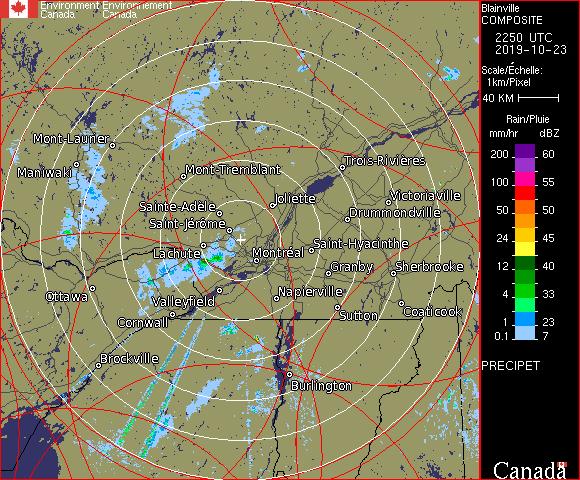 Environment Environnement
Canada Canada
Blainville
COMPOSITE
2250 UTC
2019-10-23
Scale/Échelle:
1km/Pixel
40 KM
Rain/Pluie
mm/hr dBZ
200 60
150 57
100 55
50 50
24 45
12 40
4 33
1 23
0.1 7
PRECIPET
Canada
Mont-Laurier
Maniwaki
Mont-Tremblant
Trois-Rivières
Joliette
Victoriaville
Sainte-Adèle
Drummondville
Saint-Jérôme
Saint-Hyacinthe
Lachute
Montréal
Granby
Sherbrooke
Ottawa
Valleyfield
Napierville
Cornwall
Sutton
Coaticook
Brockville
Burlington